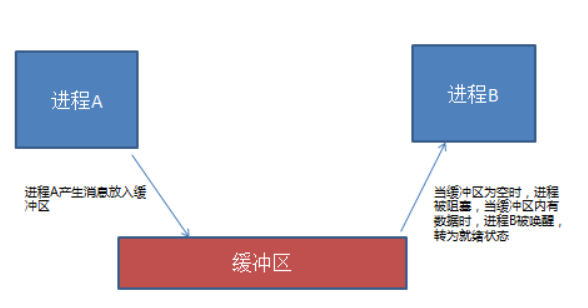 进程A
进程B
进程A产生消息放入缓
冲区
当缓冲区为空时，进程
被阻塞，当缓冲区内有
数据时，进程B被唤醒，
转为就绪状态
缓冲区